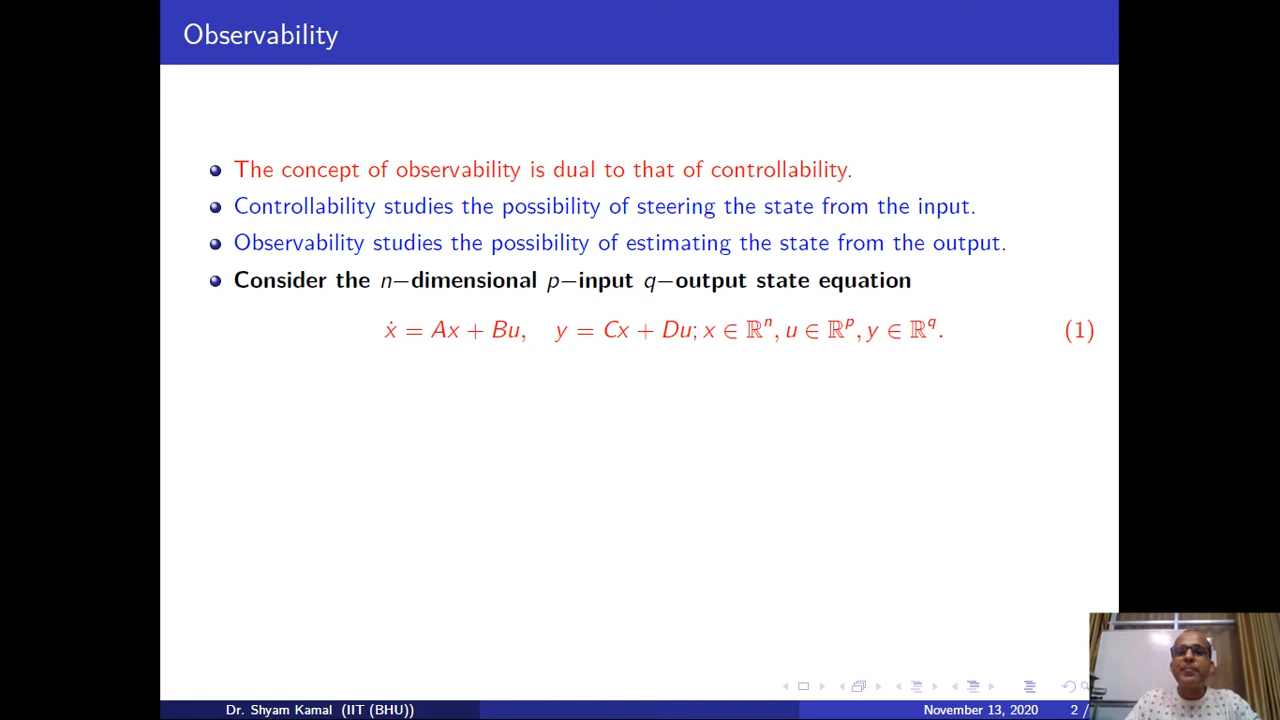 Observability
The concept of observability is dual to that of controllability.
Controllability studies the possibility of steering the state from the input.
Observability studies the possibility of estimating the state from the output.
Consider the n−dimensional p−input q−output state equation
ẋ = Ax + Bu, y = Cx + Du; x ∈ ℝⁿ, u ∈ ℝᵖ, y ∈ ℝ^q. (1)
Dr. Shyam Kamal (IIT (BHU)) November 13, 2020 2 /